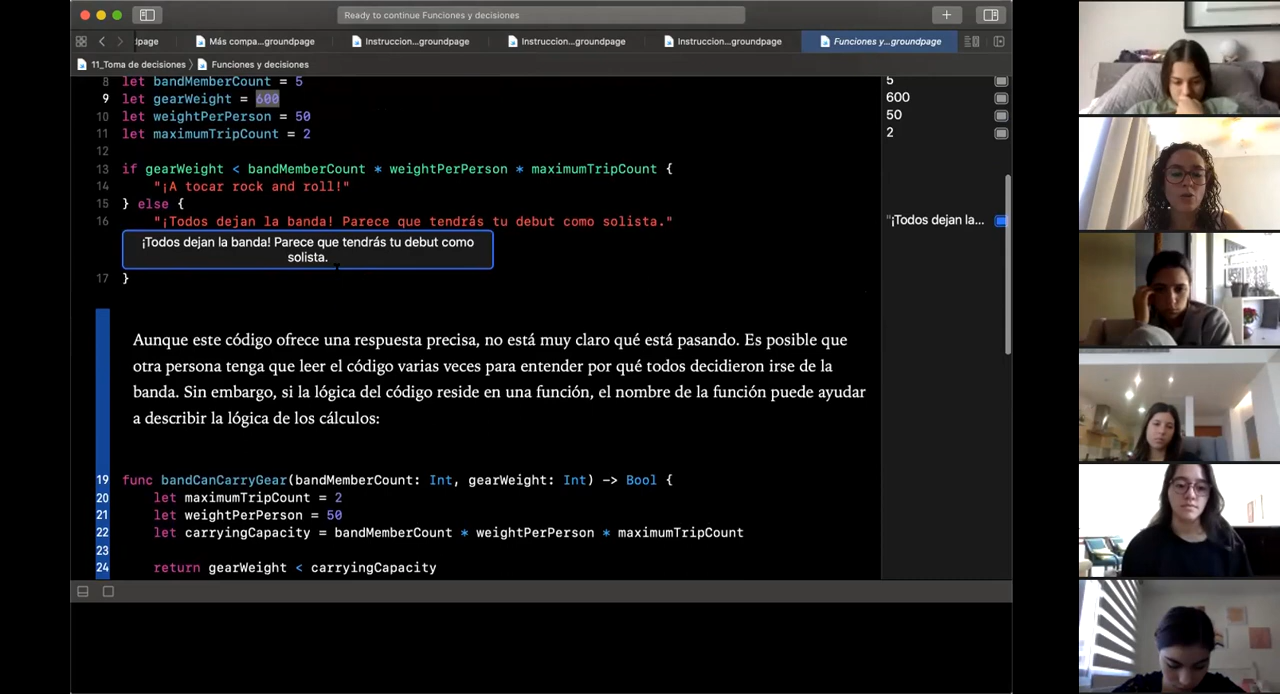 Ready to continue Funciones y decisiones
lpage
Más compa...groundpage
Instruccion...groundpage
Instruccion...groundpage
Instruccion...groundpage
Funciones y...groundpage
11_Toma de decisiones
Funciones y decisiones
8 let bandMemberCount = 5
5
9 let gearWeight = 600
600
10 let weightPerPerson = 50
50
11 let maximumTripCount = 2
2
12
13 if gearWeight < bandMemberCount * weightPerPerson * maximumTripCount {
14 "¡A tocar rock and roll!"
15 } else {
16 "¡Todos dejan la banda! Parece que tendrás tu debut como solista."
"¡Todos dejan la...
¡Todos dejan la banda! Parece que tendrás tu debut como
solista.
17 }
Aunque este código ofrece una respuesta precisa, no está muy claro qué está pasando. Es posible que
otra persona tenga que leer el código varias veces para entender por qué todos decidieron irse de la
banda. Sin embargo, si la lógica del código reside en una función, el nombre de la función puede ayudar
a describir la lógica de los cálculos:
19 func bandCanCarryGear(bandMemberCount: Int, gearWeight: Int) -> Bool {
20 let maximumTripCount = 2
21 let weightPerPerson = 50
22 let carryingCapacity = bandMemberCount * weightPerPerson * maximumTripCount
23
24 return gearWeight < carryingCapacity